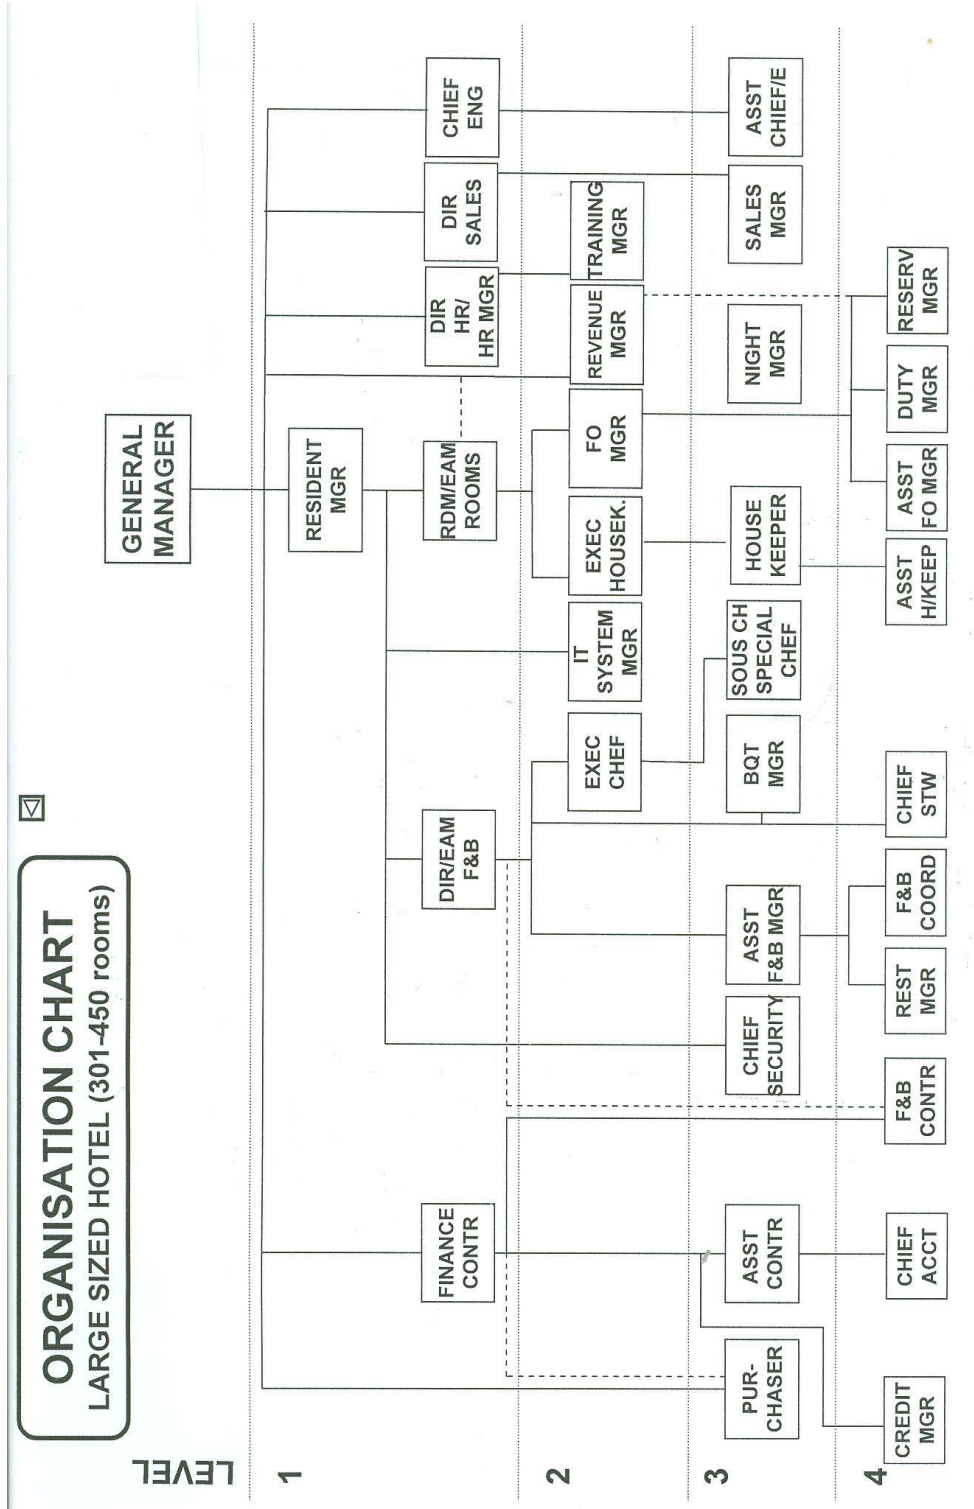 ORGANISATION CHART
LARGE SIZED HOTEL (301-450 rooms)
LEVEL
GENERAL
MANAGER
1
RESIDENT
MGR
FINANCE
CONTR
DIR/EAM
F&B
RDM/EAM
ROOMS
DIR
HR/
HR MGR
DIR
SALES
CHIEF
ENG
2
EXEC
CHEF
IT
SYSTEM
MGR
EXEC
HOUSEK.
FO
MGR
REVENUE
MGR
TRAINING
MGR
3
PUR-
CHASER
ASST
CONTR
CHIEF
SECURITY
ASST
F&B MGR
BQT
MGR
SOUS CH
SPECIAL
CHEF
HOUSE
KEEPER
NIGHT
MGR
SALES
MGR
ASST
CHIEF/E
4
CREDIT
MGR
CHIEF
ACCT
F&B
CONTR
REST
MGR
F&B
COORD
CHIEF
STW
ASST
H/KEEP
ASST
FO MGR
DUTY
MGR
RESERV
MGR